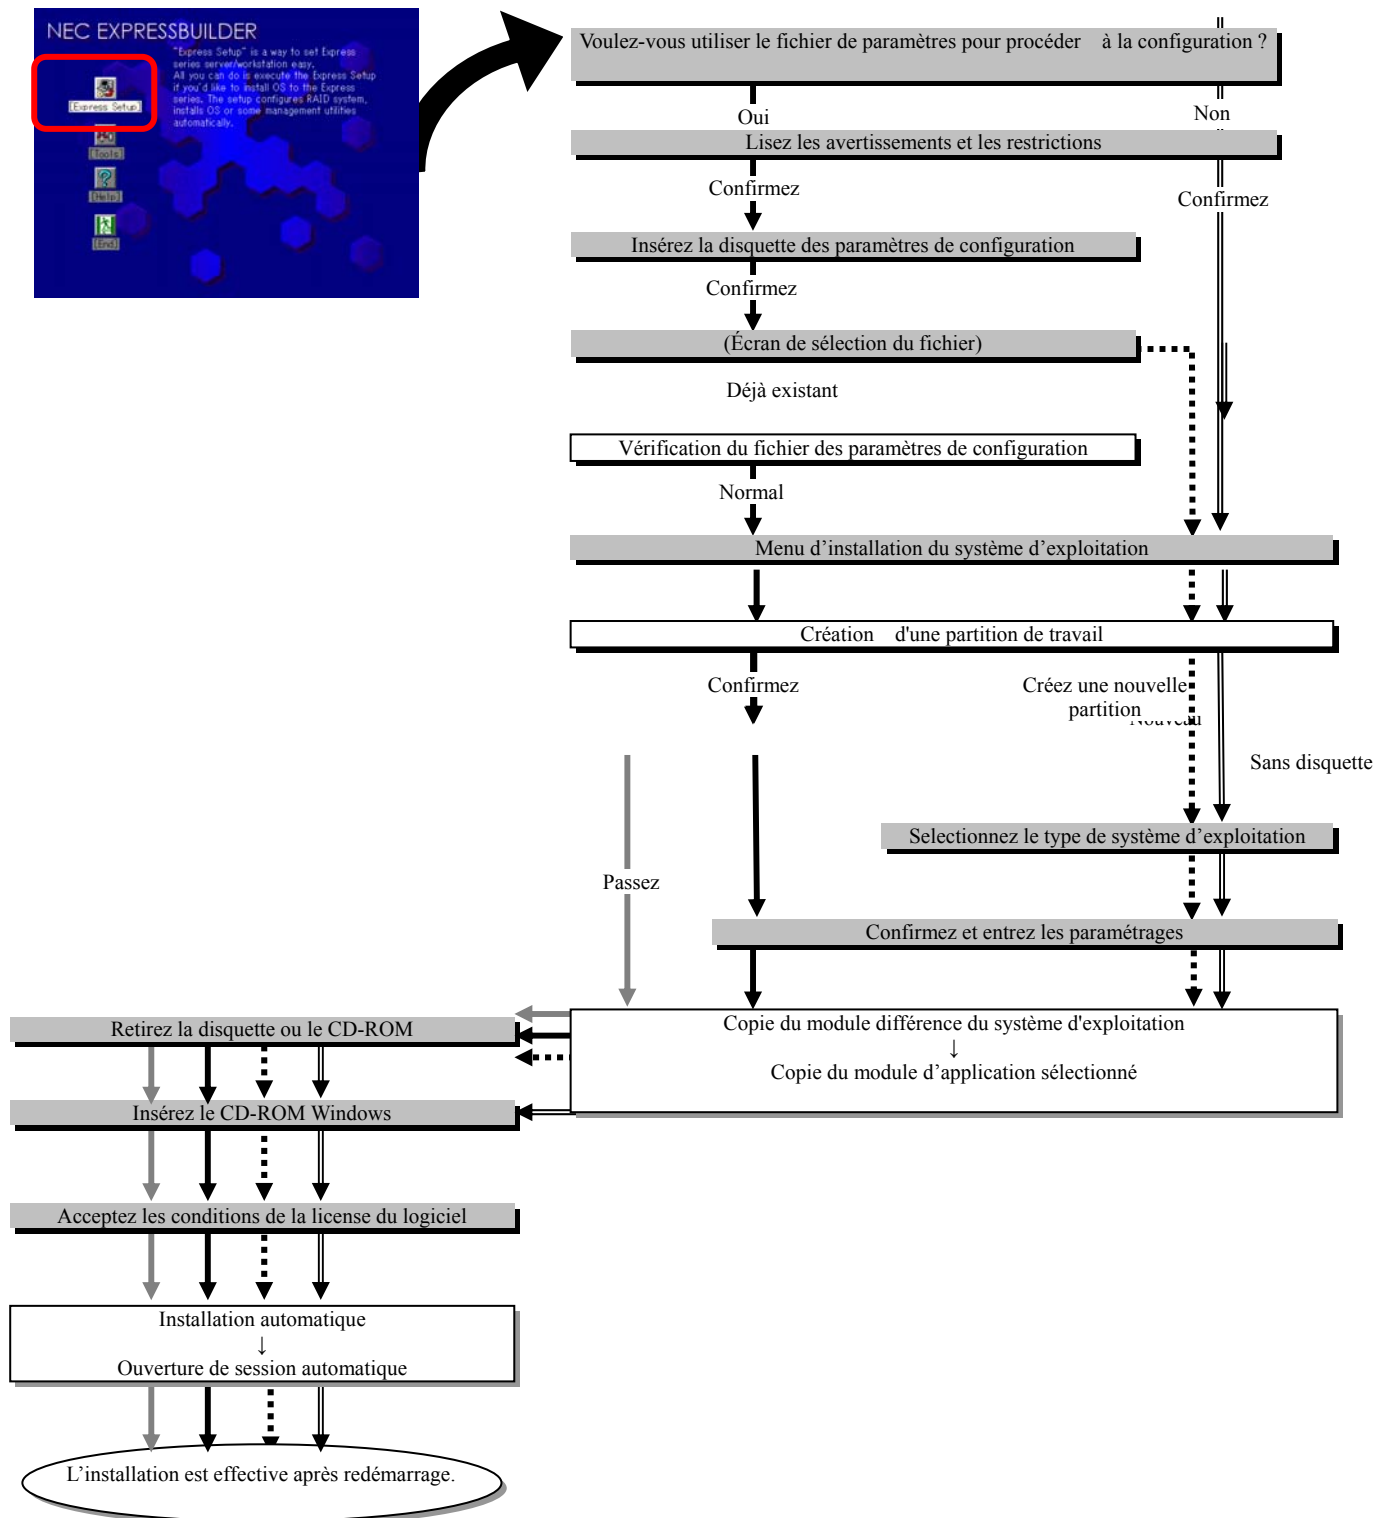 NEC EXPRESSBUILDER
"Express Setup" is a way to set Express
series server/workstation easy.
All you can do is execute the Express Setup
if you'd like to install OS to the Express
series. The setup configures RAID system,
installs OS or some management utilities
automatically.
[Express Setup]
[Tools]
[Help]
[End]
Voulez-vous utiliser le fichier de paramètres pour procéder à la configuration ?
Oui
Non
Lisez les avertissements et les restrictions
Confirmez
Confirmez
Insérez la disquette des paramètres de configuration
Confirmez
(Écran de sélection du fichier)
Déjà existant
Vérification du fichier des paramètres de configuration
Normal
Menu d’installation du système d’exploitation
Création d'une partition de travail
Confirmez
Créez une nouvelle
partition
Nouveau
Sans disquette
Selectionnez le type de système d’exploitation
Passez
Confirmez et entrez les paramétrages
Copie du module différence du système d'exploitation
↓
Copie du module d’application sélectionné
Retirez la disquette ou le CD-ROM
Insérez le CD-ROM Windows
Acceptez les conditions de la license du logiciel
Installation automatique
↓
Ouverture de session automatique
L’installation est effective après redémarrage.